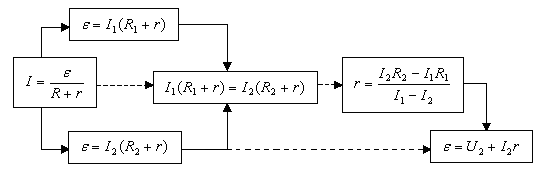 ε = I₁(R₁ + r)
I = ε / (R + r)
I₁(R₁ + r) = I₂(R₂ + r)
r = (I₂R₂ − I₁R₁) / (I₁ − I₂)
ε = I₂(R₂ + r)
ε = U₂ + I₂r